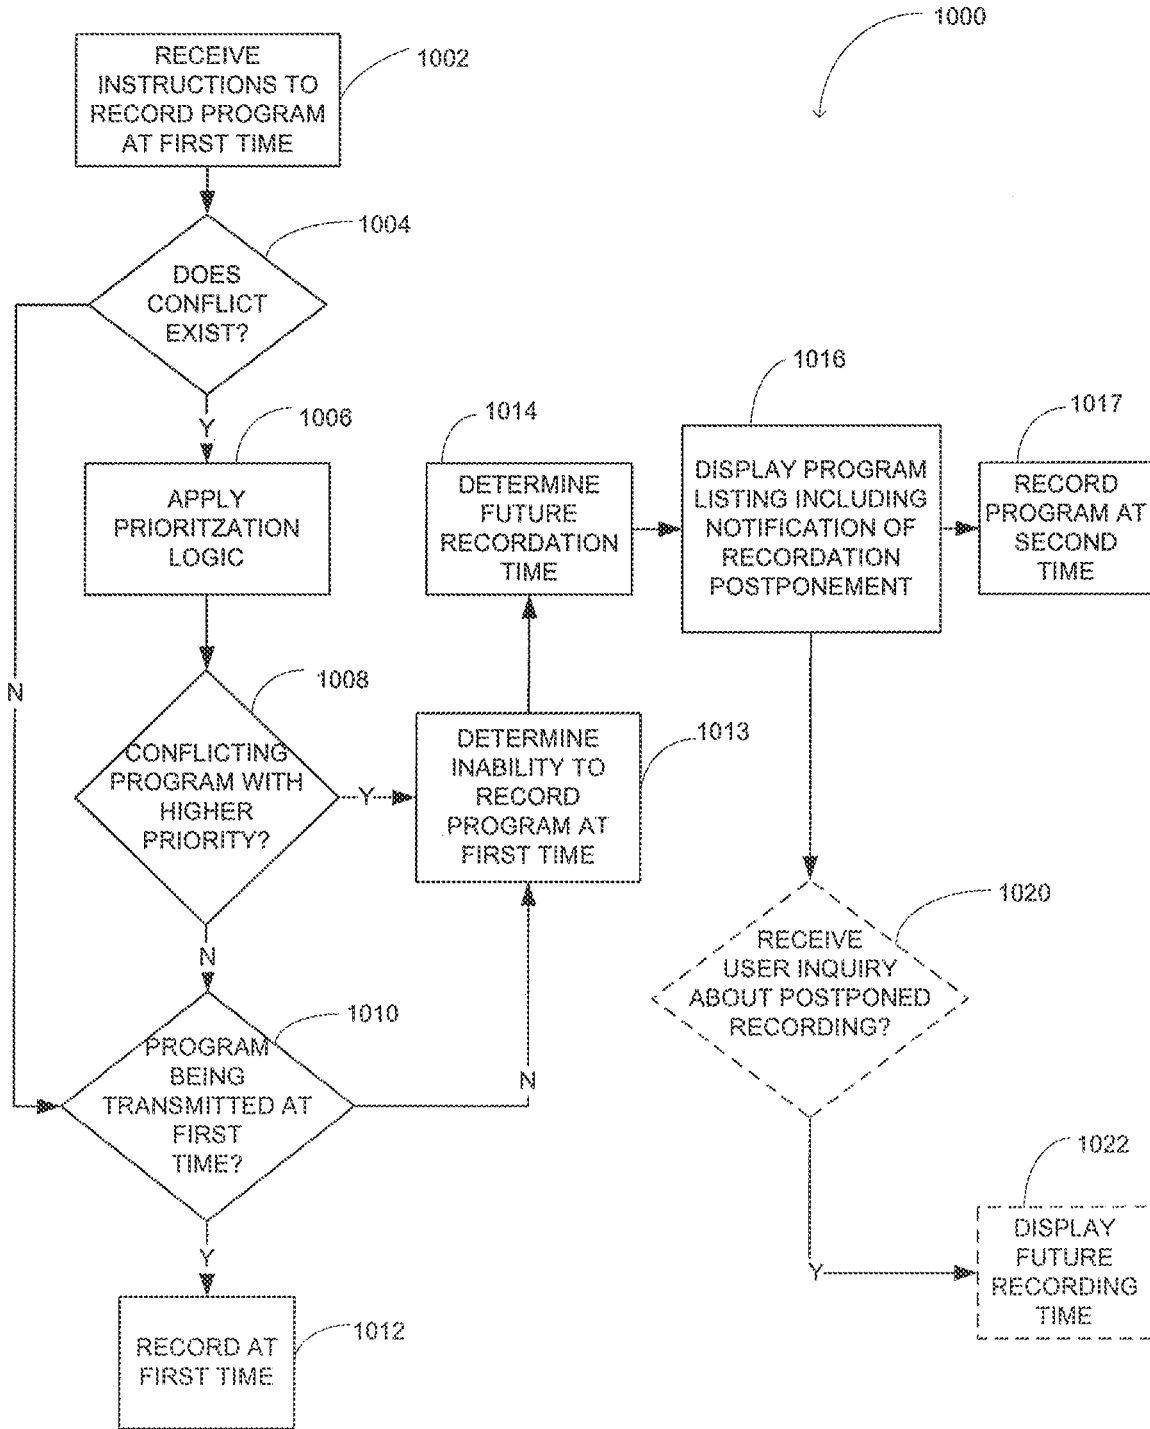 1000
RECEIVE
INSTRUCTIONS TO
RECORD PROGRAM
AT FIRST TIME
1002
DOES
CONFLICT
EXIST?
1004
Y
N
APPLY
PRIORITZATION
LOGIC
1006
CONFLICTING
PROGRAM WITH
HIGHER
PRIORITY?
1008
Y
N
PROGRAM
BEING
TRANSMITTED AT
FIRST
TIME?
1010
N
Y
RECORD AT
FIRST TIME
1012
DETERMINE
INABILITY TO
RECORD
PROGRAM AT
FIRST TIME
1013
DETERMINE
FUTURE
RECORDATION
TIME
1014
DISPLAY PROGRAM
LISTING INCLUDING
NOTIFICATION OF
RECORDATION
POSTPONEMENT
1016
RECORD
PROGRAM AT
SECOND
TIME
1017
RECEIVE
USER INQUIRY
ABOUT POSTPONED
RECORDING?
1020
Y
DISPLAY
FUTURE
RECORDING
TIME
1022